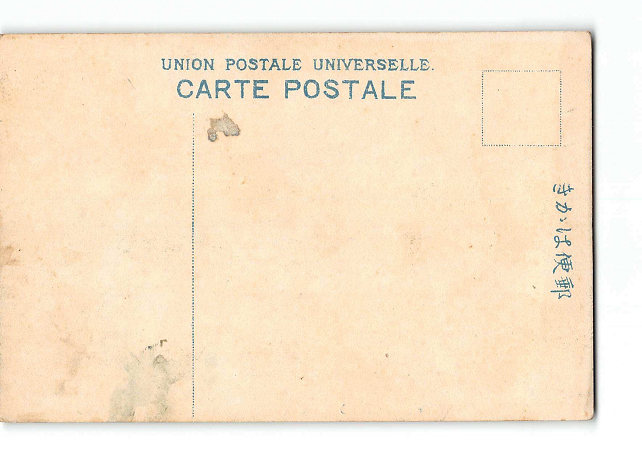 UNION POSTALE UNIVERSELLE.
CARTE POSTALE
郵便はかき